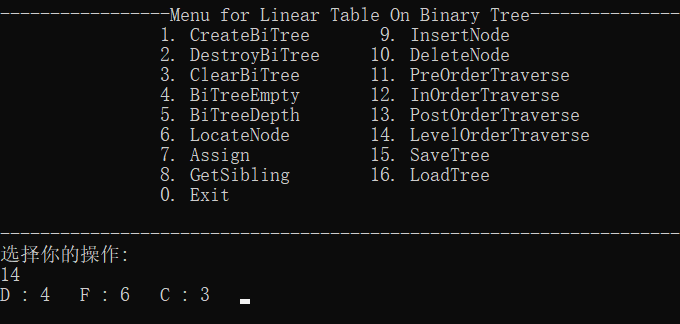 -----------------Menu for Linear Table On Binary Tree---------------
1. CreateBiTree 9. InsertNode
2. DestroyBiTree 10. DeleteNode
3. ClearBiTree 11. PreOrderTraverse
4. BiTreeEmpty 12. InOrderTraverse
5. BiTreeDepth 13. PostOrderTraverse
6. LocateNode 14. LevelOrderTraverse
7. Assign 15. SaveTree
8. GetSibling 16. LoadTree
0. Exit
--------------------------------------------------------------------
选择你的操作:
14
D : 4 F : 6 C : 3